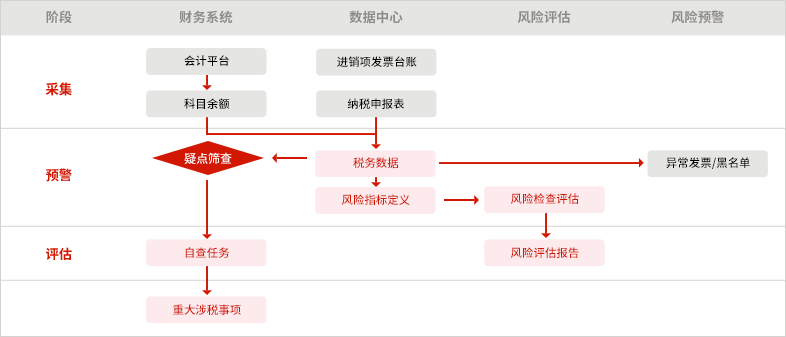 阶段 财务系统 数据中心 风险评估 风险预警
采集
会计平台 进销项发票台账
科目余额 纳税申报表
预警
疑点筛查 税务数据 异常发票/黑名单
风险指标定义 风险检查评估
评估
自查任务 风险评估报告
重大涉税事项